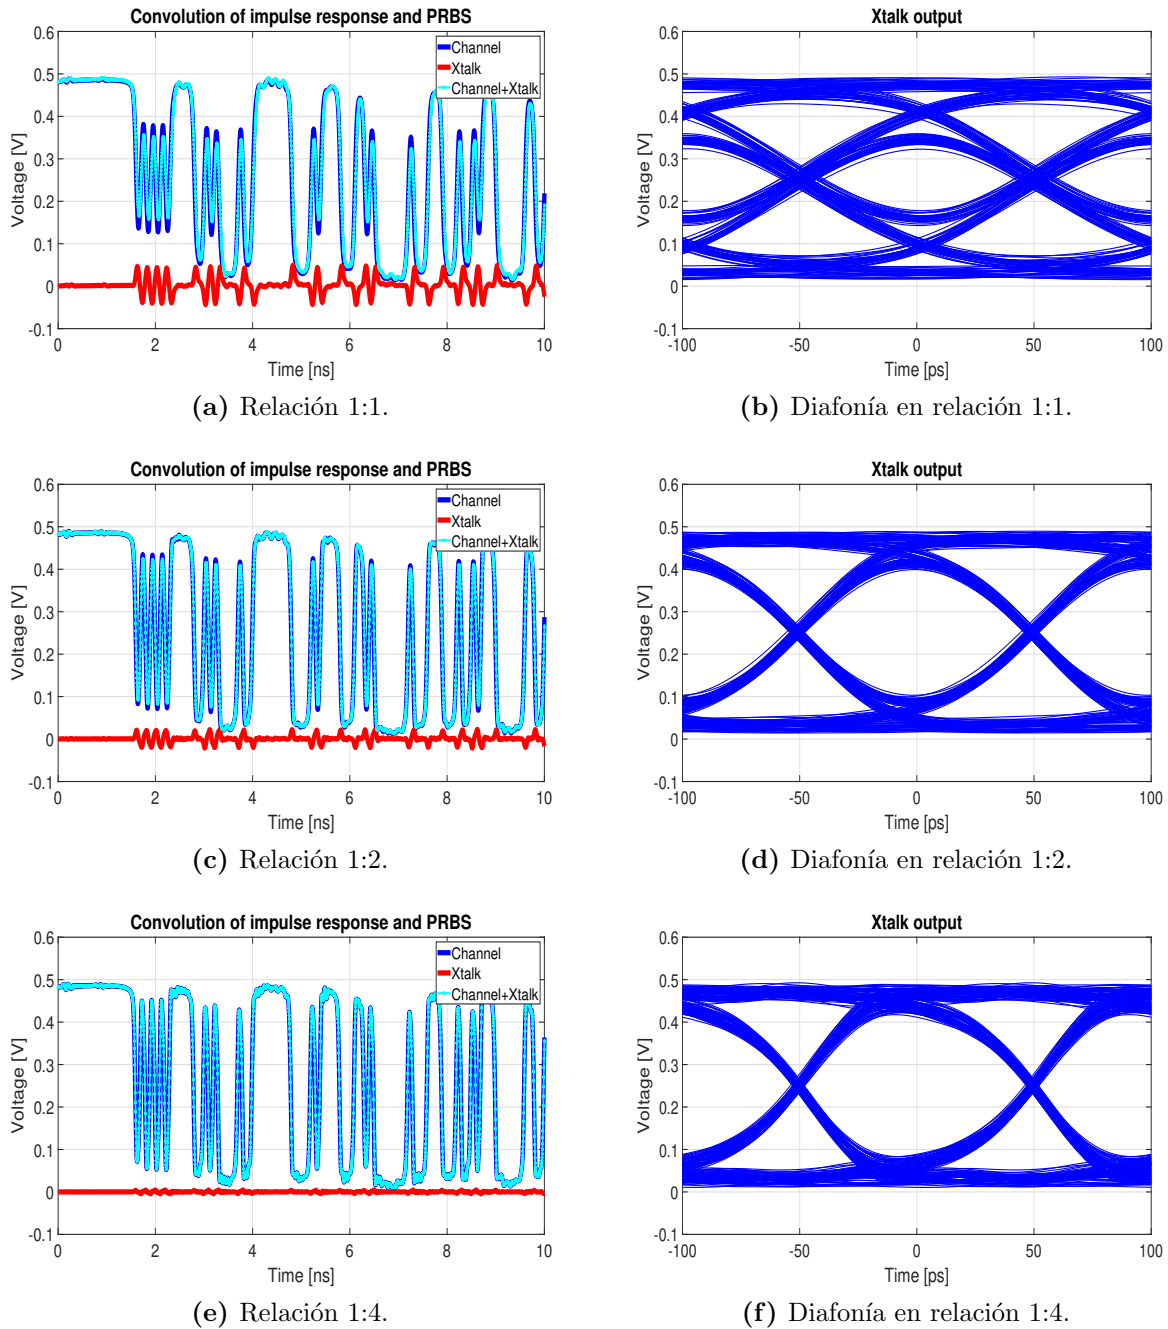 Convolution of impulse response and PRBS
0.6
0.5
0.4
0.3
0.2
0.1
0
-0.1
Voltage [V]
Channel
Xtalk
Channel+Xtalk
0 2 4 6 8 10
Time [ns]
(a) Relación 1:1.
Xtalk output
0.6
0.5
0.4
0.3
0.2
0.1
0
-0.1
Voltage [V]
-100 -50 0 50 100
Time [ps]
(b) Diafonía en relación 1:1.
Convolution of impulse response and PRBS
0.6
0.5
0.4
0.3
0.2
0.1
0
-0.1
Voltage [V]
Channel
Xtalk
Channel+Xtalk
0 2 4 6 8 10
Time [ns]
(c) Relación 1:2.
Xtalk output
0.6
0.5
0.4
0.3
0.2
0.1
0
-0.1
Voltage [V]
-100 -50 0 50 100
Time [ps]
(d) Diafonía en relación 1:2.
Convolution of impulse response and PRBS
0.6
0.5
0.4
0.3
0.2
0.1
0
-0.1
Voltage [V]
Channel
Xtalk
Channel+Xtalk
0 2 4 6 8 10
Time [ns]
(e) Relación 1:4.
Xtalk output
0.6
0.5
0.4
0.3
0.2
0.1
0
-0.1
Voltage [V]
-100 -50 0 50 100
Time [ps]
(f) Diafonía en relación 1:4.